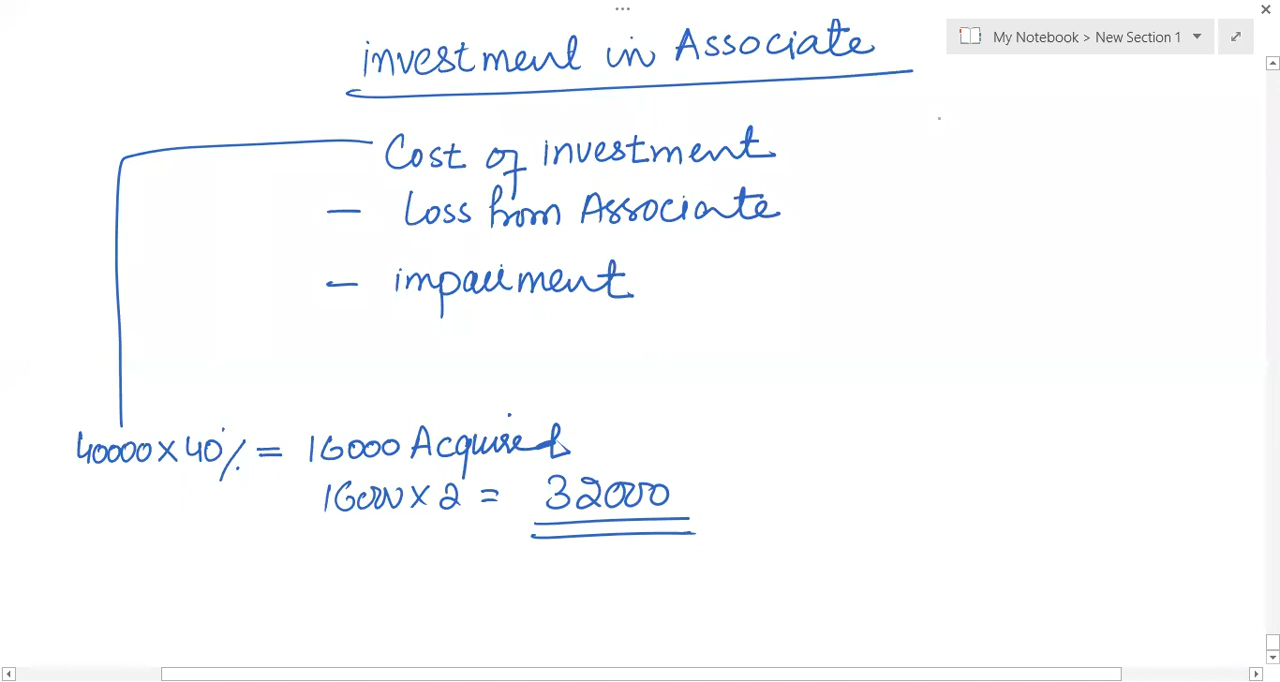 My Notebook > New Section 1
investment in Associate
Cost of investment
— Loss from Associate
— impairment
40000 x 40% = 16000 Acquired
16000 x 2 = 32000